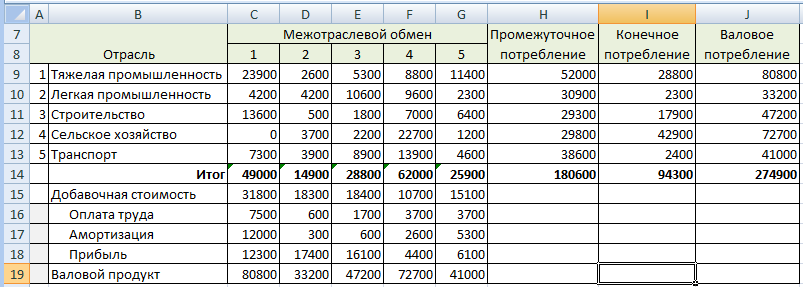 A B C D E F G H I J
7 Межотраслевой обмен Промежуточное Конечное Валовое
8 Отрасль 1 2 3 4 5 потребление потребление потребление
9 1 Тяжелая промышленность 23900 2600 5300 8800 11400 52000 28800 80800
10 2 Легкая промышленность 4200 4200 10600 9600 2300 30900 2300 33200
11 3 Строительство 13600 500 1800 7000 6400 29300 17900 47200
12 4 Сельское хозяйство 0 3700 2200 22700 1200 29800 42900 72700
13 5 Транспорт 7300 3900 8900 13900 4600 38600 2400 41000
14 Итог 49000 14900 28800 62000 25900 180600 94300 274900
15 Добавочная стоимость 31800 18300 18400 10700 15100
16 Оплата труда 7500 600 1700 3700 3700
17 Амортизация 12000 300 600 2600 5300
18 Прибыль 12300 17400 16100 4400 6100
19 Валовой продукт 80800 33200 47200 72700 41000